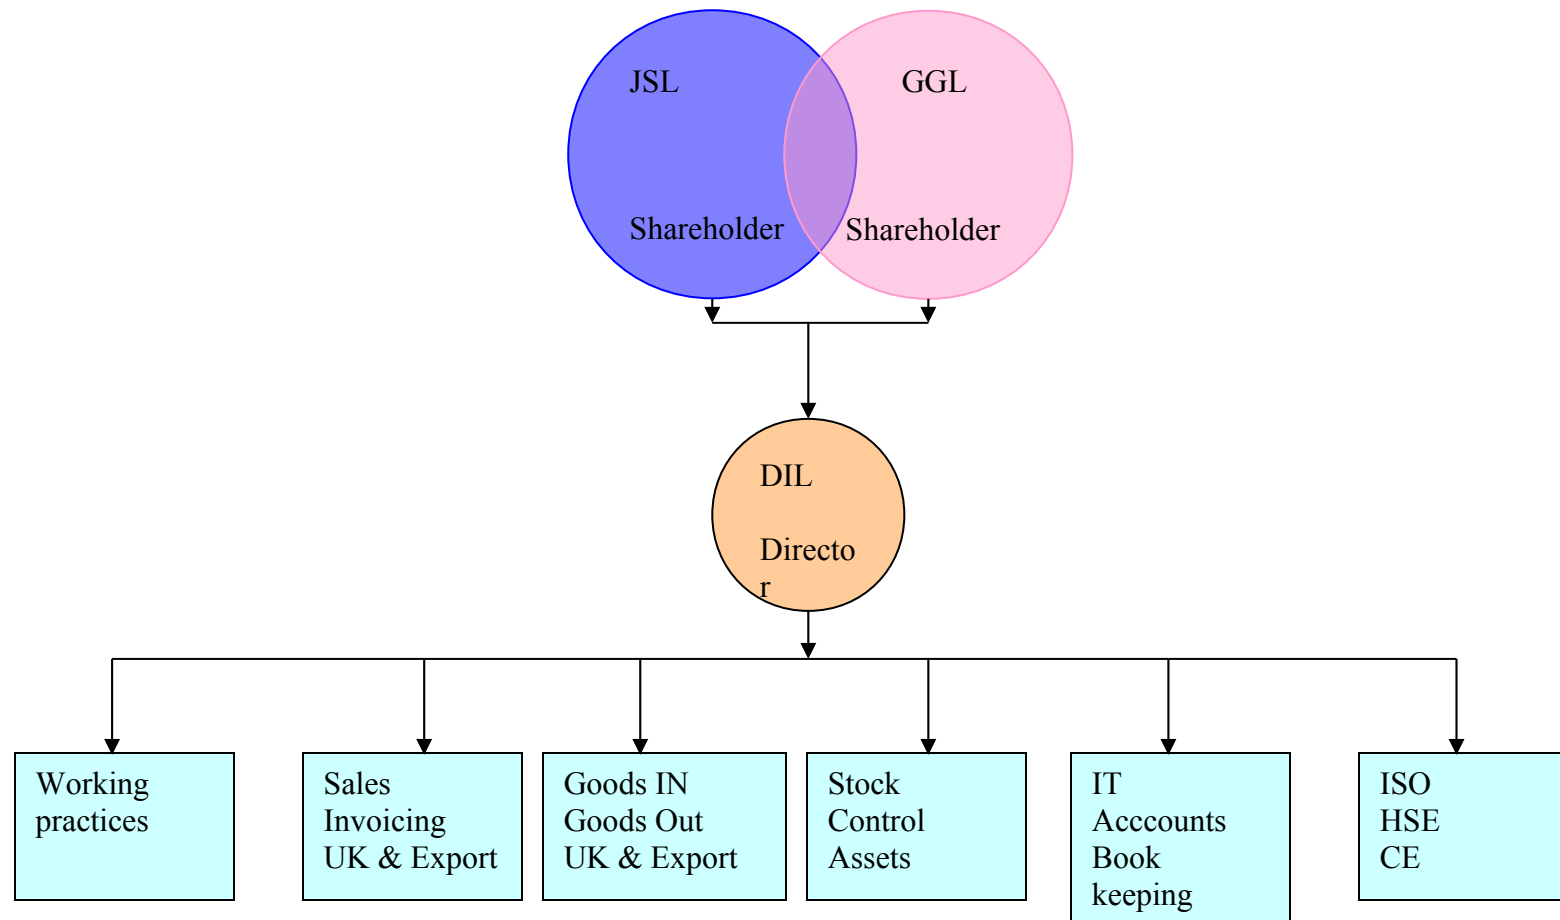 JSL
Shareholder
GGL
Shareholder
DIL
Directo
r
Working
practices
Sales
Invoicing
UK & Export
Goods IN
Goods Out
UK & Export
Stock
Control
Assets
IT
Acccounts
Book
keeping
ISO
HSE
CE